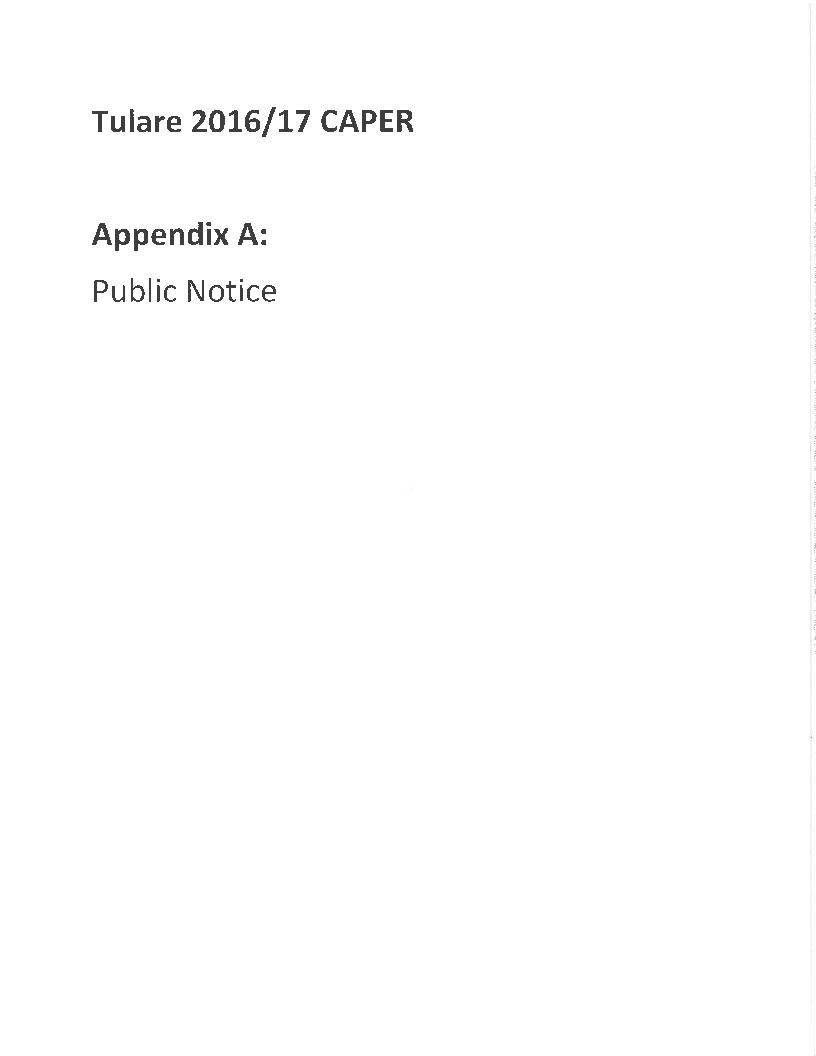 Tulare 2016/17 CAPER
Appendix A:
Public Notice